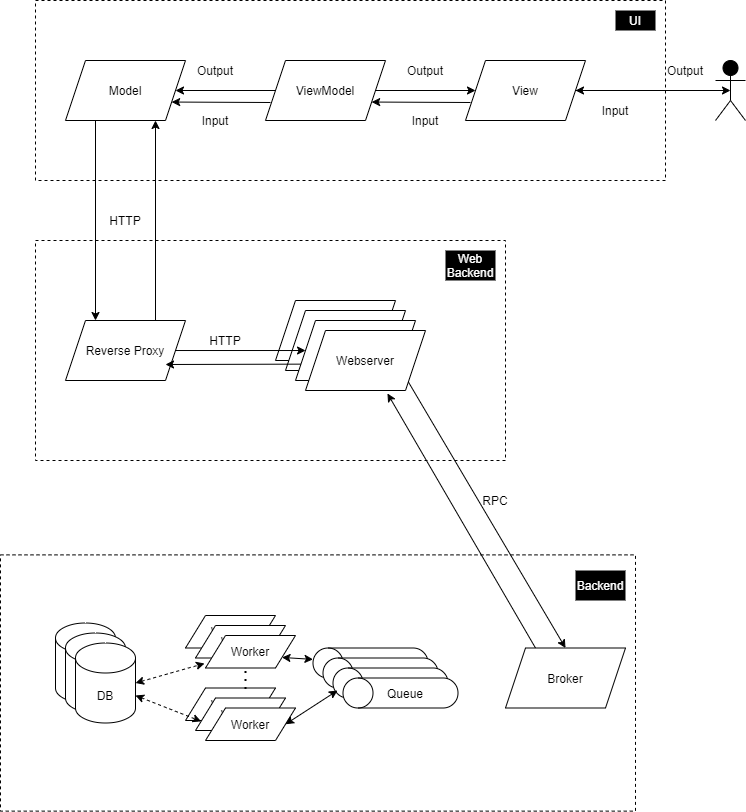 UI
Output
Output
Output
Model
ViewModel
View
Input
Input
Input
HTTP
Web
Backend
HTTP
Reverse Proxy
Webserver
RPC
Backend
Worker
Broker
DB
Queue
Worker